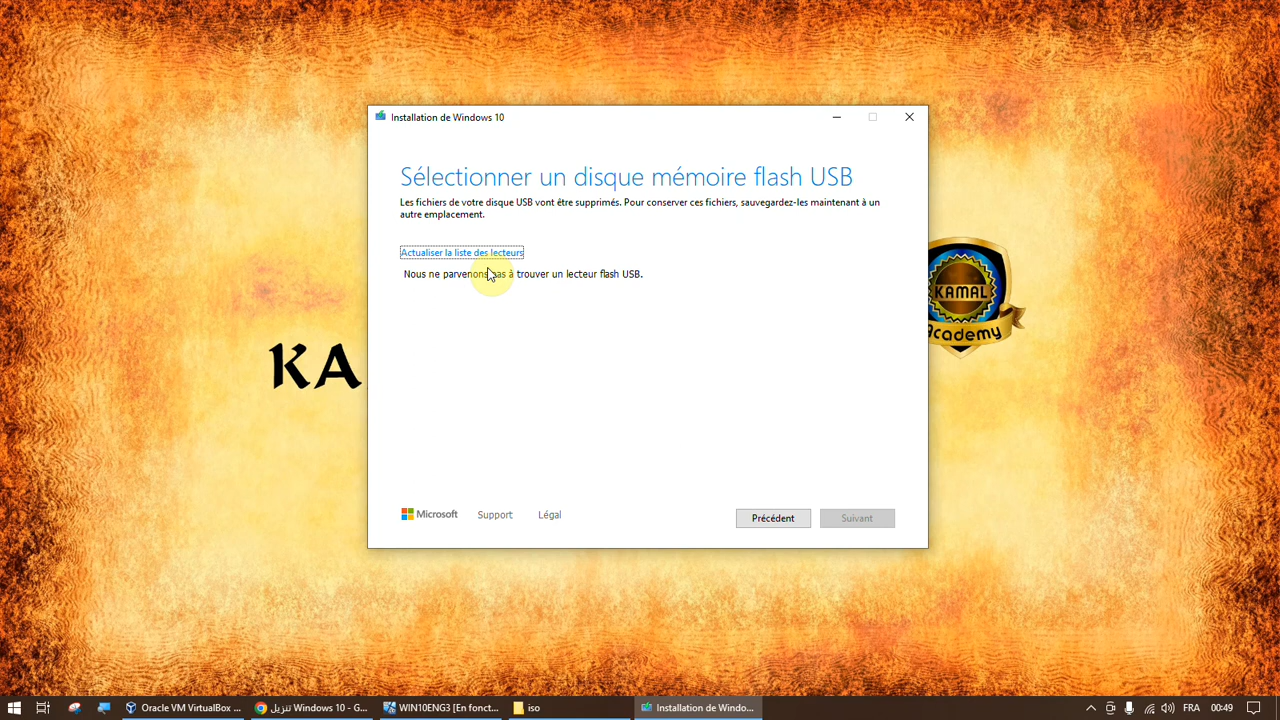 Installation de Windows 10
Sélectionner un disque mémoire flash USB
Les fichiers de votre disque USB vont être supprimés. Pour conserver ces fichiers, sauvegardez-les maintenant à un
autre emplacement.
Actualiser la liste des lecteurs
Nous ne parvenons pas à trouver un lecteur flash USB.
KAMAL
Academy
KA
Microsoft
Support
Légal
Précédent
Suivant
Oracle VM VirtualBox ...
تنزيل Windows 10 - G...
WIN10ENG3 [En fonct...
iso
Installation de Windo...
FRA
00:49